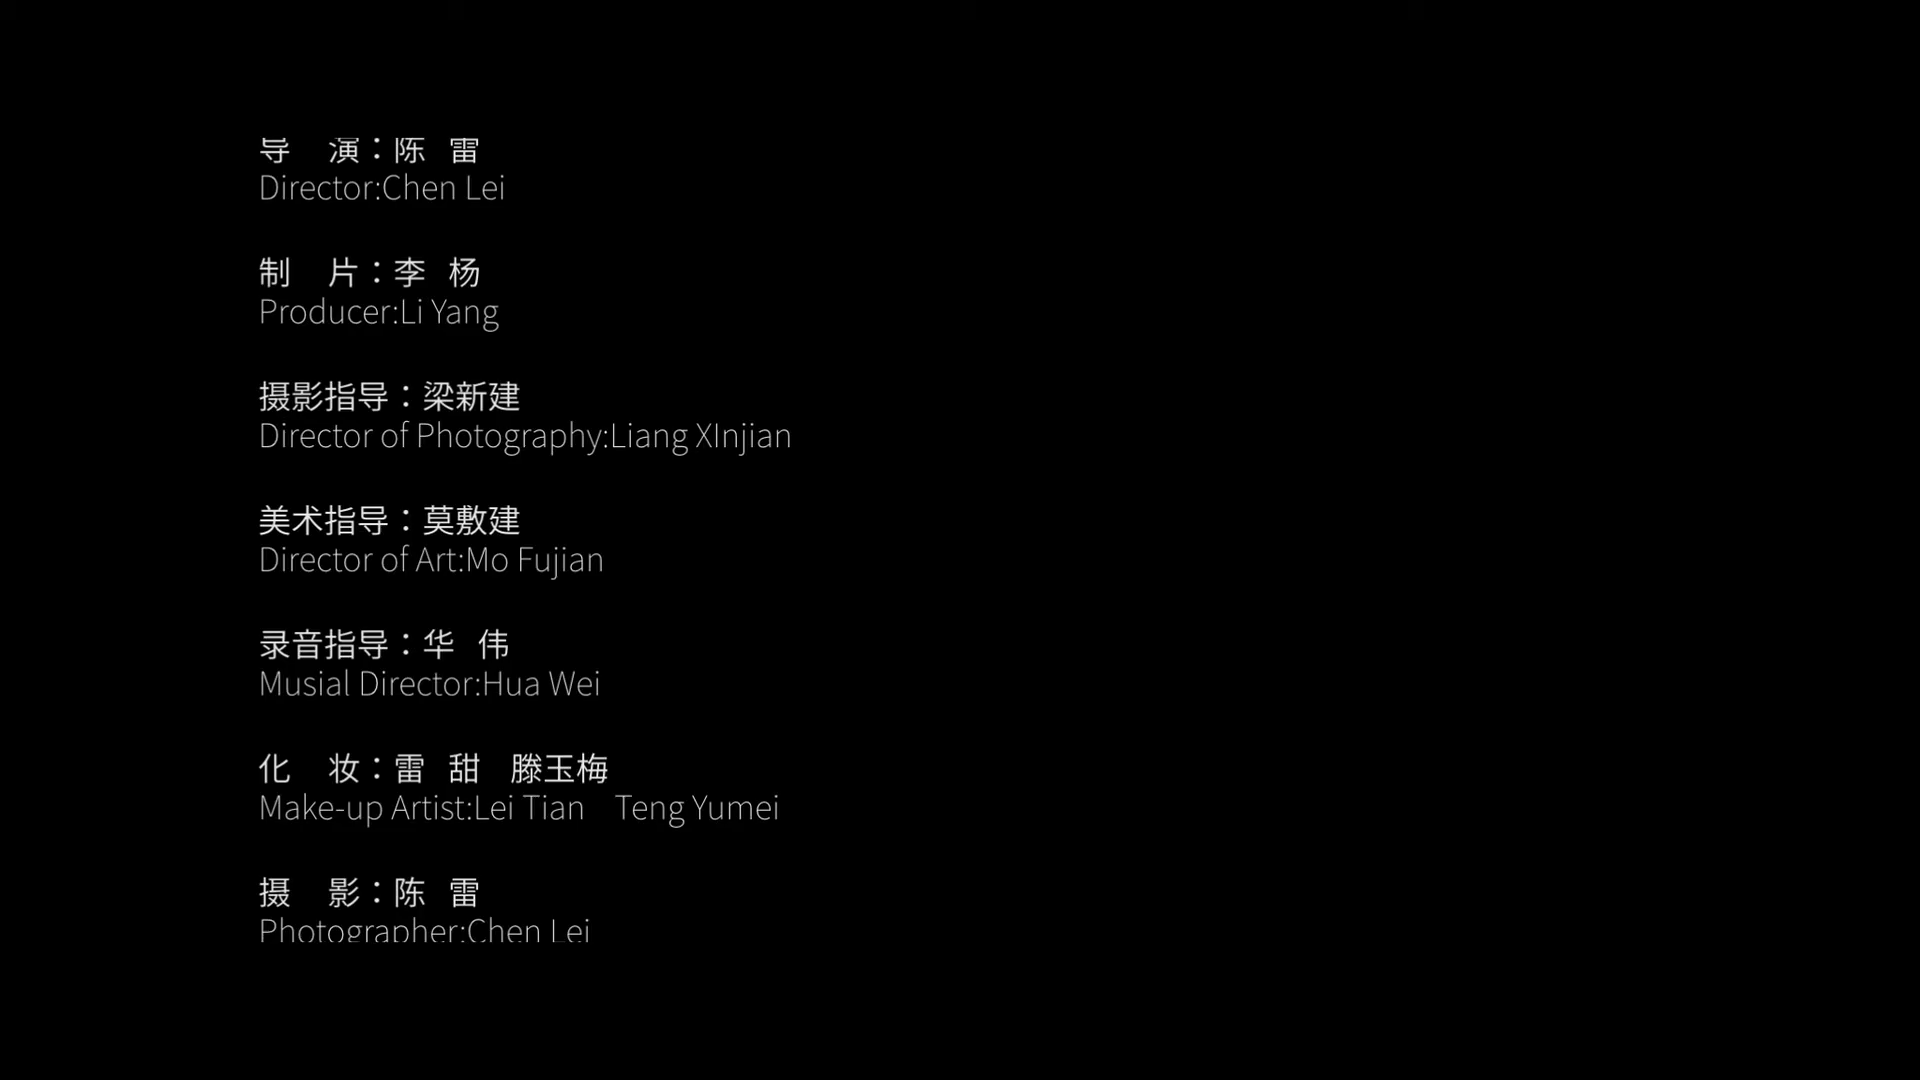 导 演：陈 雷
Director:Chen Lei
制 片：李 杨
Producer:Li Yang
摄影指导：梁新建
Director of Photography:Liang XInjian
美术指导：莫敷建
Director of Art:Mo Fujian
录音指导：华 伟
Musial Director:Hua Wei
化 妆：雷 甜 滕玉梅
Make-up Artist:Lei Tian Teng Yumei
摄 影：陈 雷
Photographer:Chen Lei